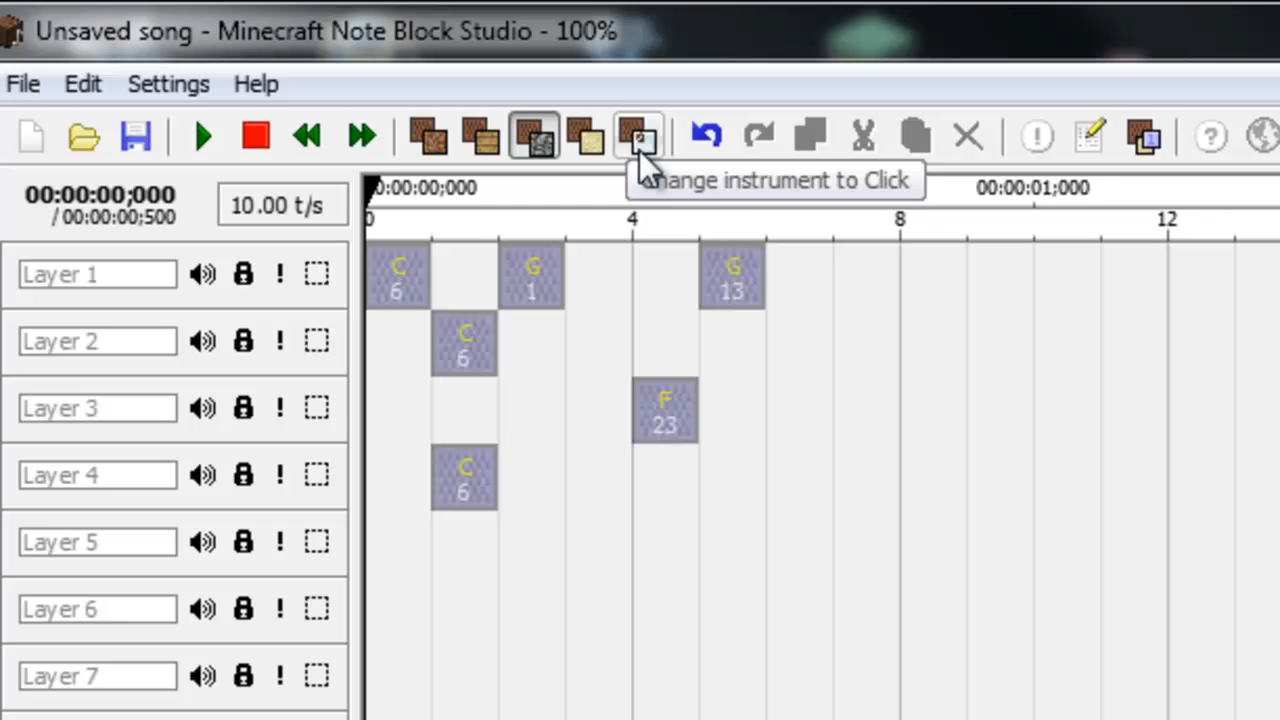 Unsaved song - Minecraft Note Block Studio - 100%
File Edit Settings Help
hange instrument to Click
00:00:00;000
/ 00:00:00;500
10.00 t/s
0:00:00;000 00:00:01;000
0 4 8 12
Layer 1
C G G
6 1 13
Layer 2
C
6
Layer 3
F
23
Layer 4
C
6
Layer 5
Layer 6
Layer 7